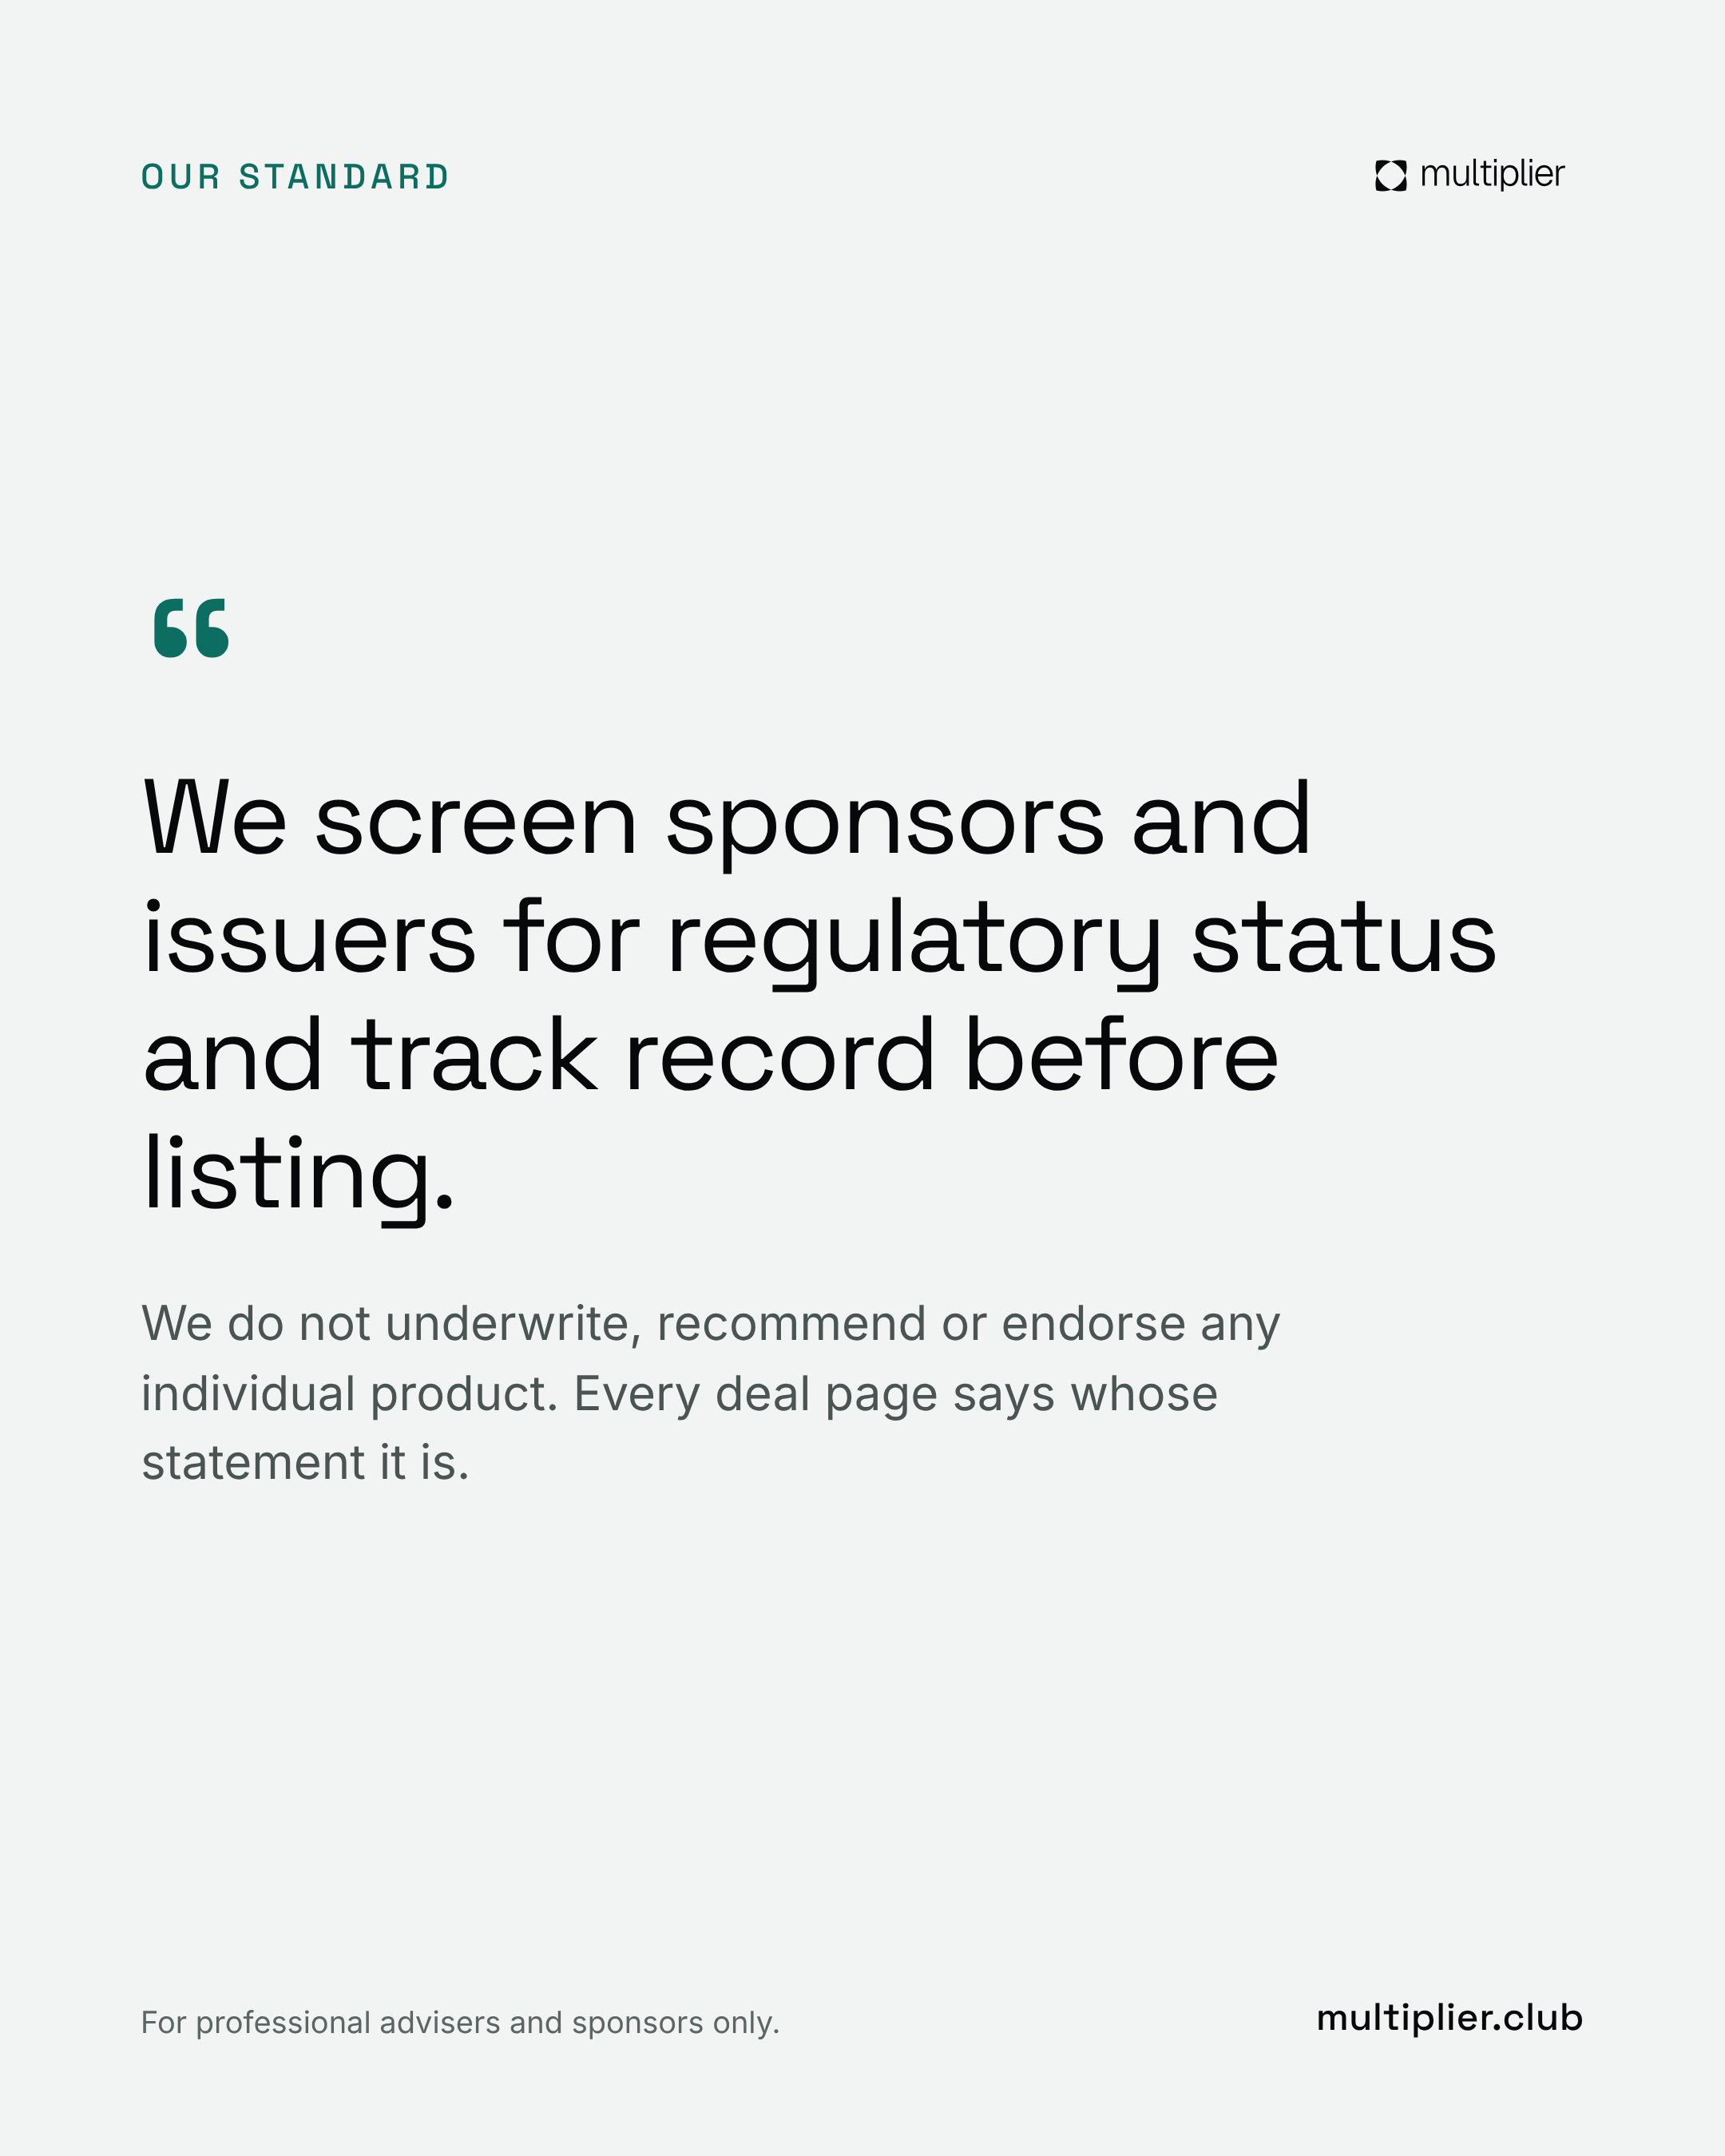 OUR STANDARD
multiplier
“
We screen sponsors and
issuers for regulatory status
and track record before
listing.
We do not underwrite, recommend or endorse any
individual product. Every deal page says whose
statement it is.
For professional advisers and sponsors only.
multiplier.club